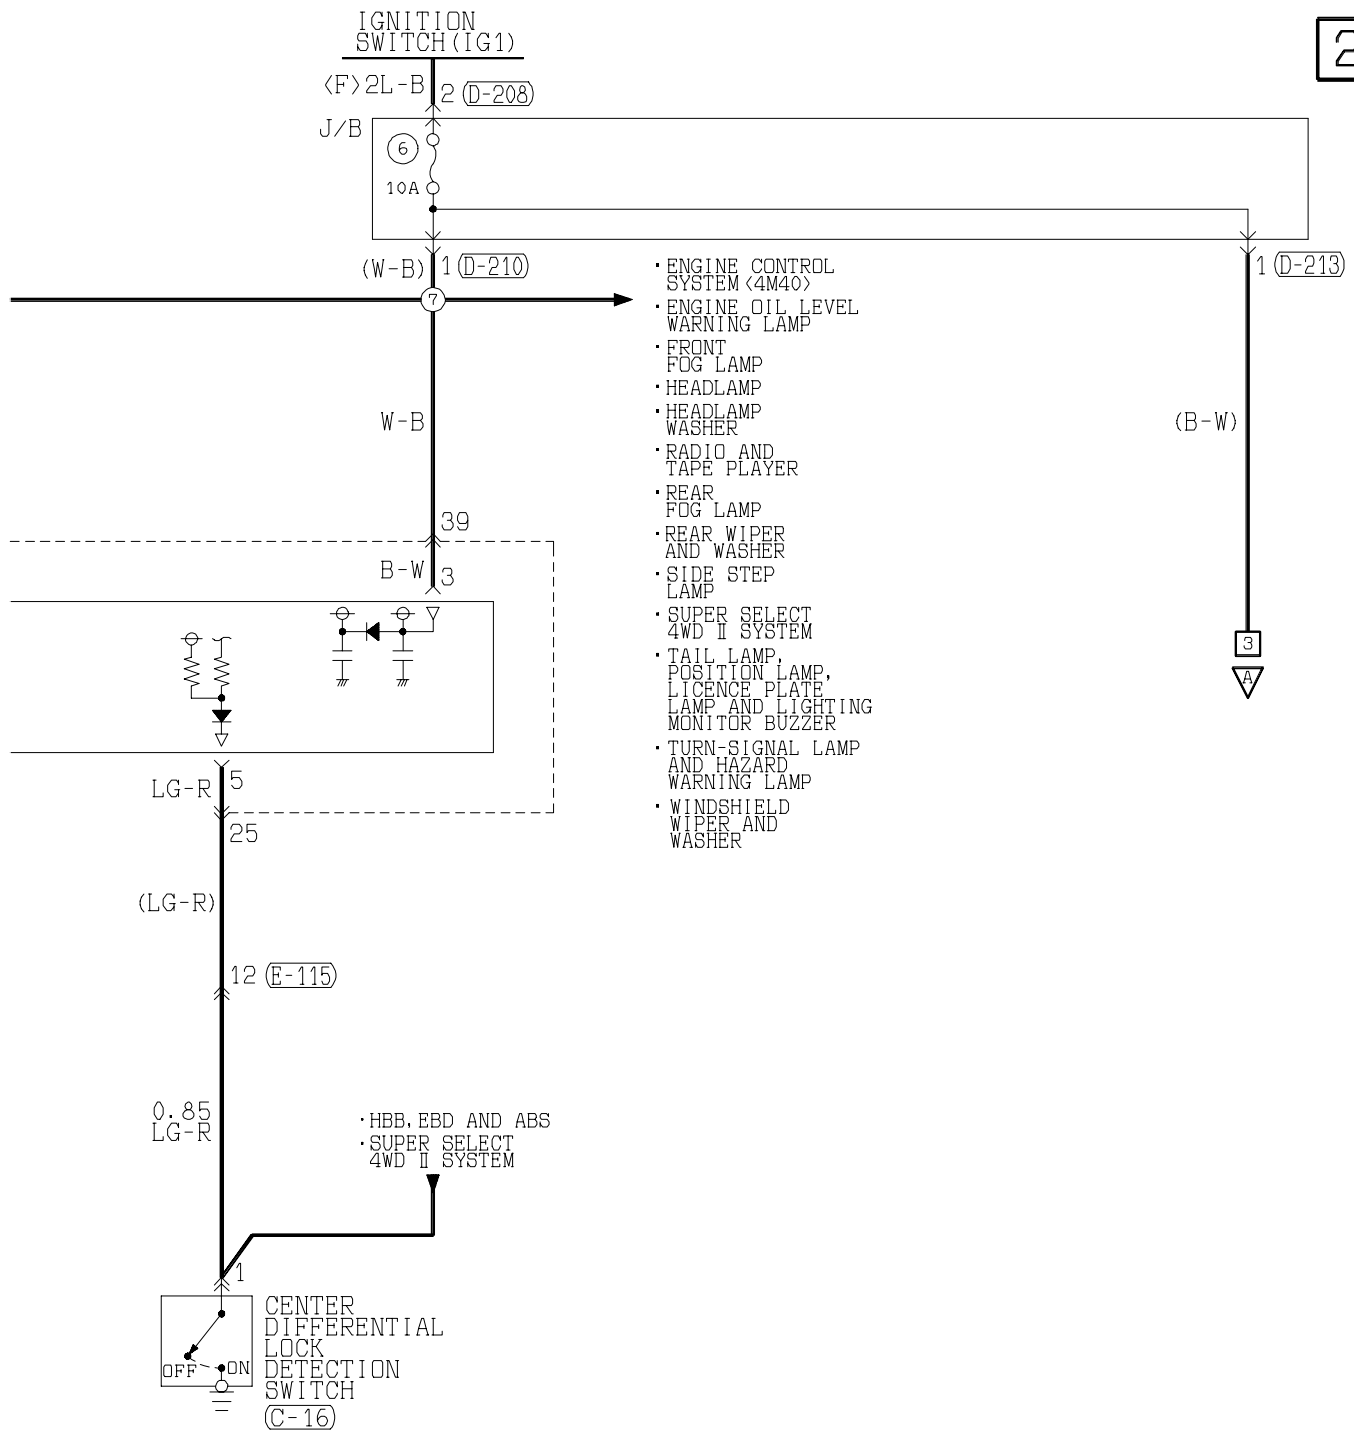 IGNITION
SWITCH(IG1)
2
<F>2L-B
2 (D-208)
J/B
6
10A
(W-B)
1 (D-210)
1 (D-213)
7
· ENGINE CONTROL
SYSTEM<4M40>
· ENGINE OIL LEVEL
WARNING LAMP
· FRONT
FOG LAMP
· HEADLAMP
· HEADLAMP
WASHER
· RADIO AND
TAPE PLAYER
· REAR
FOG LAMP
· REAR WIPER
AND WASHER
· SIDE STEP
LAMP
· SUPER SELECT
4WD Ⅱ SYSTEM
· TAIL LAMP,
POSITION LAMP,
LICENCE PLATE
LAMP AND LIGHTING
MONITOR BUZZER
· TURN-SIGNAL LAMP
AND HAZARD
WARNING LAMP
· WINDSHIELD
WIPER AND
WASHER
W-B
(B-W)
39
B-W
3
3
A
LG-R
5
25
(LG-R)
12 (E-115)
0.85
LG-R
· HBB, EBD AND ABS
· SUPER SELECT
4WD Ⅱ SYSTEM
1
OFF
ON
CENTER
DIFFERENTIAL
LOCK
DETECTION
SWITCH
(C-16)